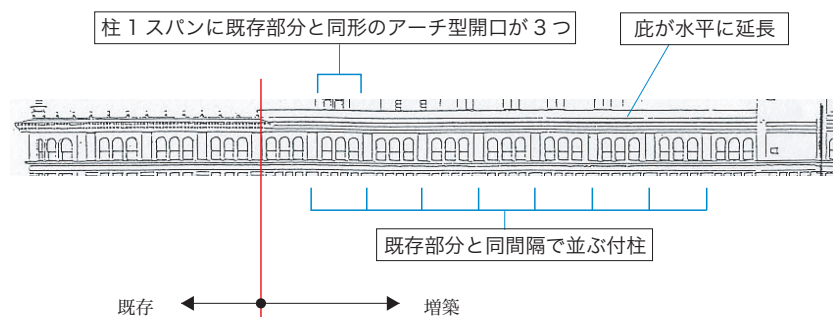 柱 1 スパンに既存部分と同形のアーチ型開口が 3 つ
庇が水平に延長
既存部分と同間隔で並ぶ付柱
既存
増築